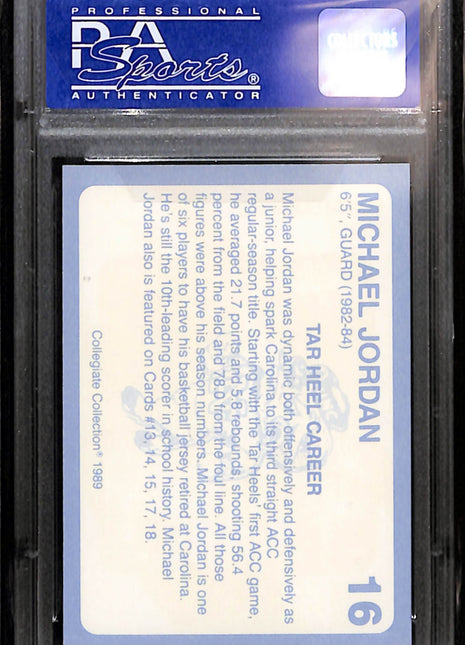 PROFESSIONAL
PSA
Sports®
AUTHENTICATOR
COLLECTORS
MICHAEL JORDAN 16
6'5", GUARD (1982-84)
TAR HEEL CAREER
Michael Jordan was dynamic both offensively and defensively as
a junior, helping spark Carolina to its third straight ACC
regular-season title. Starting with the Tar Heels' first ACC game,
he averaged 21.7 points and 5.8 rebounds, shooting 56.4
percent from the field and 78.0 from the foul line. All those
figures were above his season numbers. Michael Jordan is one
of six players to have his basketball jersey retired at Carolina.
He's still the 10th-leading scorer in school history. Michael
Jordan also is featured on Cards #13, 14, 15, 17, 18.
Collegiate Collection® 1989